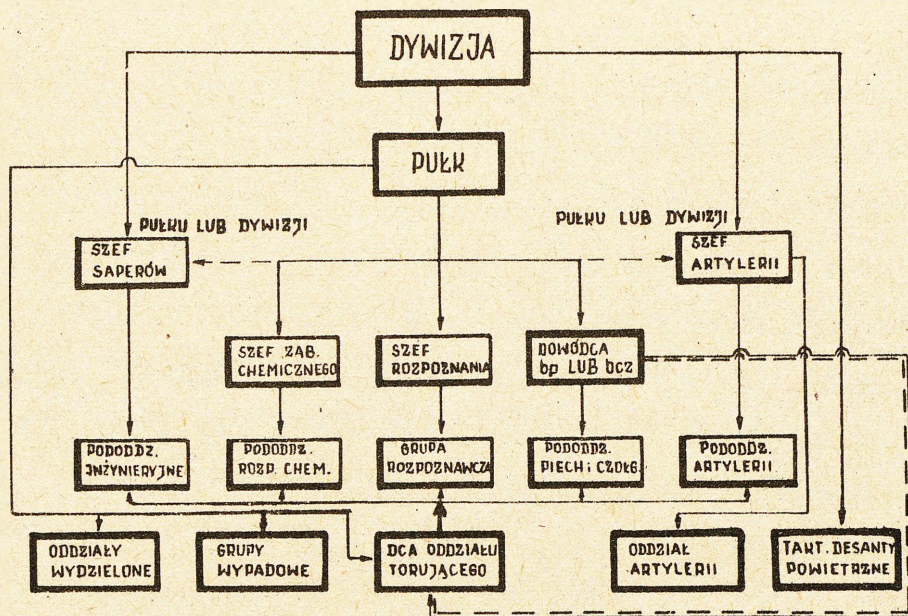 DYWIZJA
PUŁK
PUŁKU LUB DYWIZJI
PUŁKU LUB DYWIZJI
SZEF
SAPERÓW
SZEF
ARTYLERII
SZEF ZAB.
CHEMICZNEGO
SZEF
ROZPOZNANIA
DOWÓDCA
bp LUB bcz
PODODDZ.
INŻYNIERYJNE
PODODDZ.
ROZP. CHEM.
GRUPA
ROZPOZNAWCZA
PODODDZ.
PIECH i CZOŁG.
PODODDZ.
ARTYLERII
ODDZIAŁY
WYDZIELONE
GRUPY
WYPADOWE
DCA ODDZIAŁU
TORUJĄCEGO
ODDZIAŁ
ARTYLERII
TAKT. DESANTY
POWIETRZNE